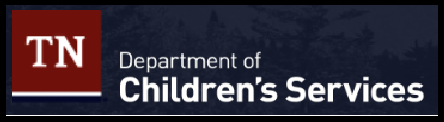 TN
Department of
Children's Services